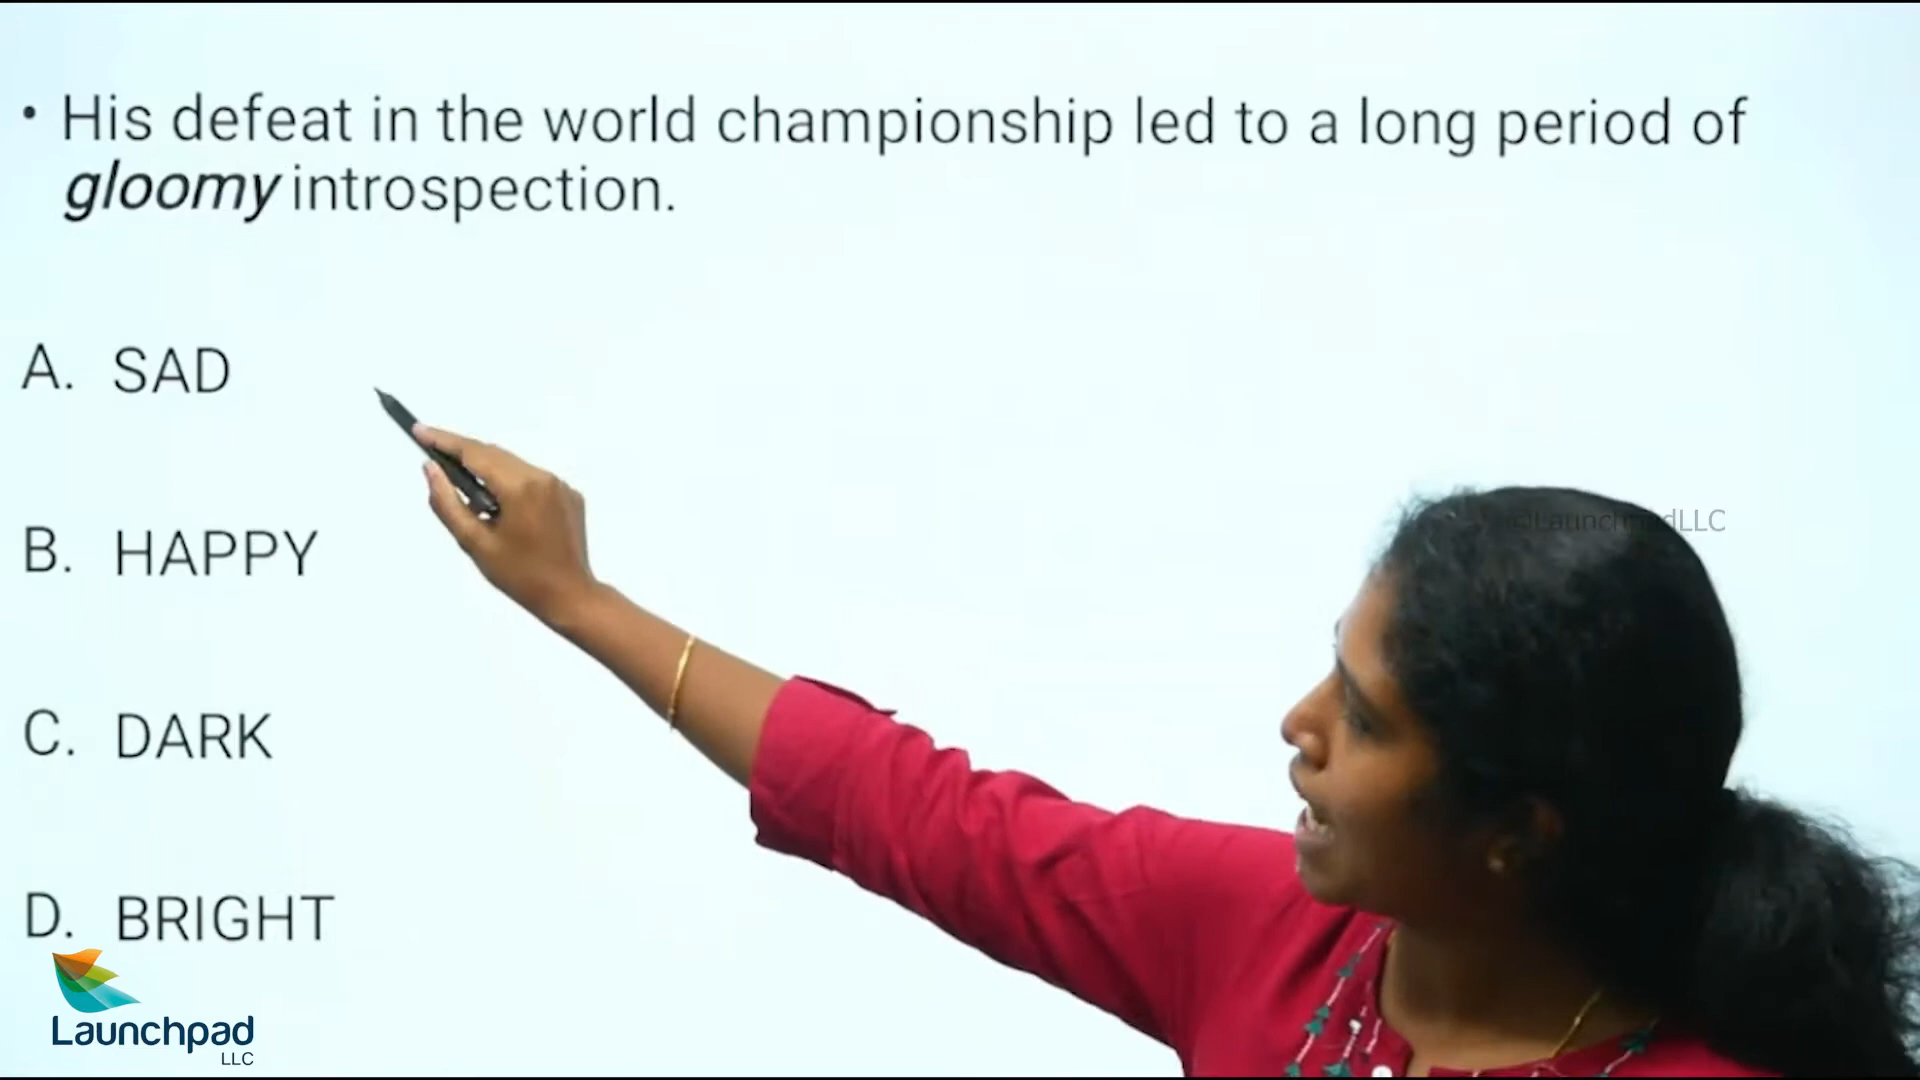 • His defeat in the world championship led to a long period of
gloomy introspection.
A. SAD
B. HAPPY
C. DARK
D. BRIGHT
Launchpad
LLC